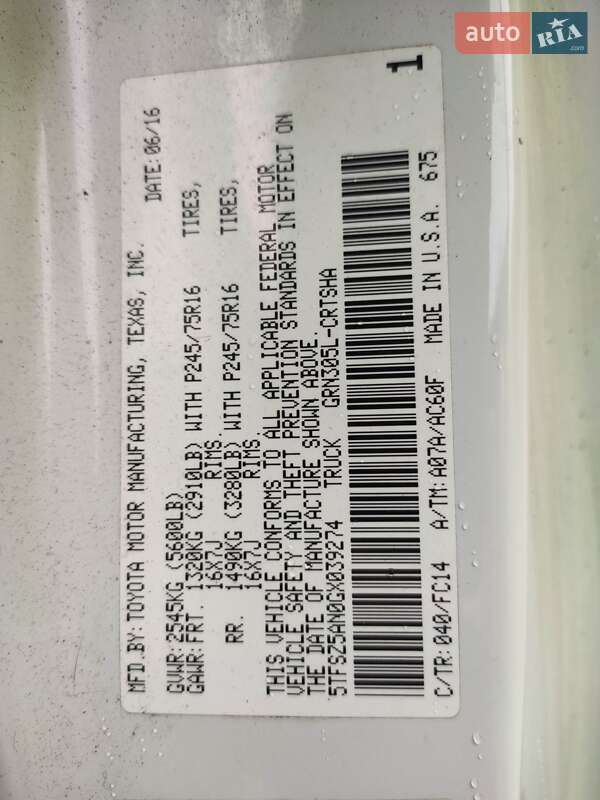 auto RIA .com
MFD.BY: TOYOTA MOTOR MANUFACTURING, TEXAS, INC. DATE: 06/16
GVWR: 2545KG (5600LB)
GAWR: FRT. 1320KG (2910LB) WITH P245/75R16 TIRES,
16X7J RIMS.
RR. 1490KG (3280LB) WITH P245/75R16 TIRES,
16X7J RIMS.
THIS VEHICLE CONFORMS TO ALL APPLICABLE FEDERAL MOTOR
VEHICLE SAFETY AND THEFT PREVENTION STANDARDS IN EFFECT ON
THE DATE OF MANUFACTURE SHOWN ABOVE.
5TFSZ5AN0GX039274 TRUCK GRN305L-CRTSHA
C/TR: 040/FC14 A/TM: A07A/AC60F MADE IN U.S.A. 675
1